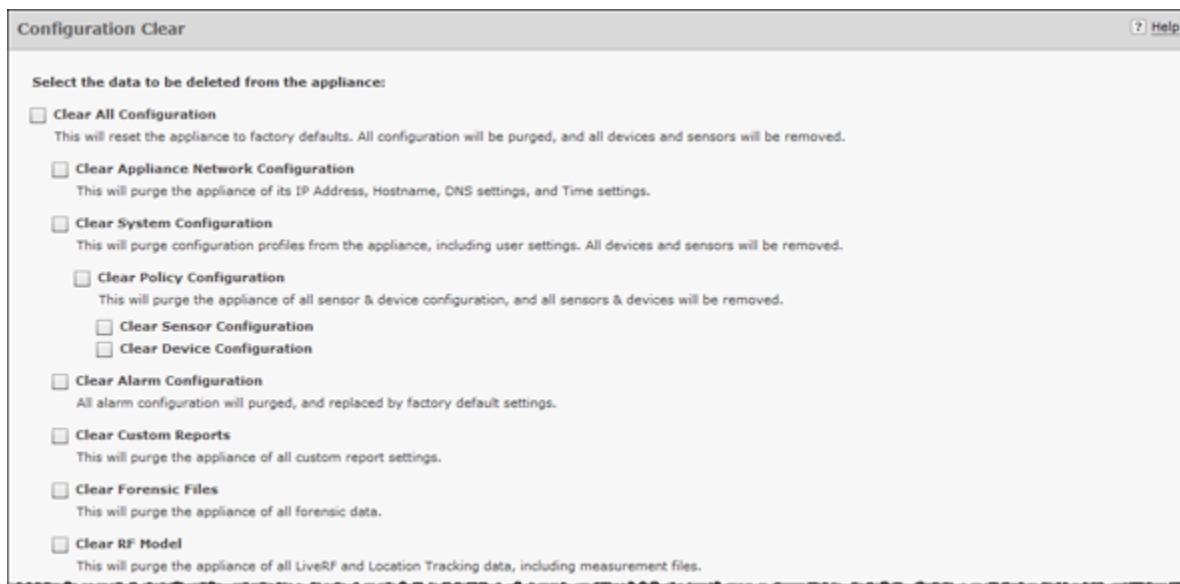 Configuration Clear
? Help
Select the data to be deleted from the appliance:
Clear All Configuration
This will reset the appliance to factory defaults. All configuration will be purged, and all devices and sensors will be removed.
Clear Appliance Network Configuration
This will purge the appliance of its IP Address, Hostname, DNS settings, and Time settings.
Clear System Configuration
This will purge configuration profiles from the appliance, including user settings. All devices and sensors will be removed.
Clear Policy Configuration
This will purge the appliance of all sensor & device configuration, and all sensors & devices will be removed.
Clear Sensor Configuration
Clear Device Configuration
Clear Alarm Configuration
All alarm configuration will purged, and replaced by factory default settings.
Clear Custom Reports
This will purge the appliance of all custom report settings.
Clear Forensic Files
This will purge the appliance of all forensic data.
Clear RF Model
This will purge the appliance of all LiveRF and Location Tracking data, including measurement files.